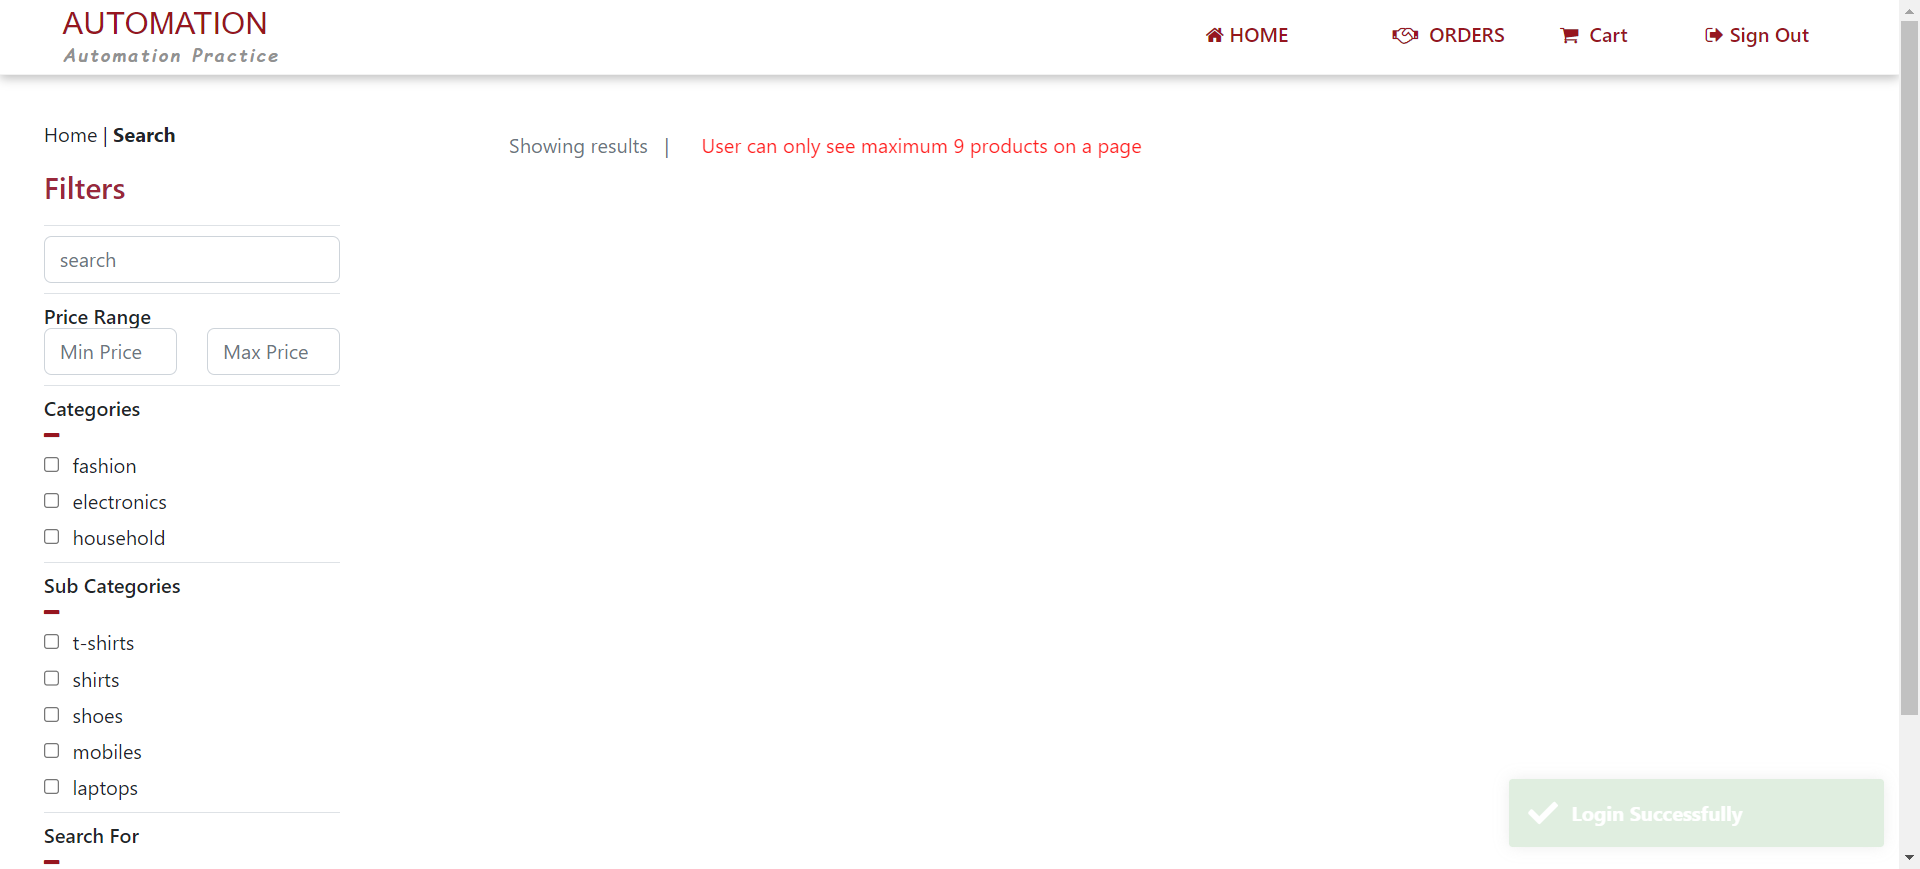 AUTOMATION
Automation Practice
HOME
ORDERS
Cart
Sign Out
Home | Search
Showing results |
User can only see maximum 9 products on a page
Filters
search
Price Range
Min Price
Max Price
Categories
fashion
electronics
household
Sub Categories
t-shirts
shirts
shoes
mobiles
laptops
Search For
Login Successfully